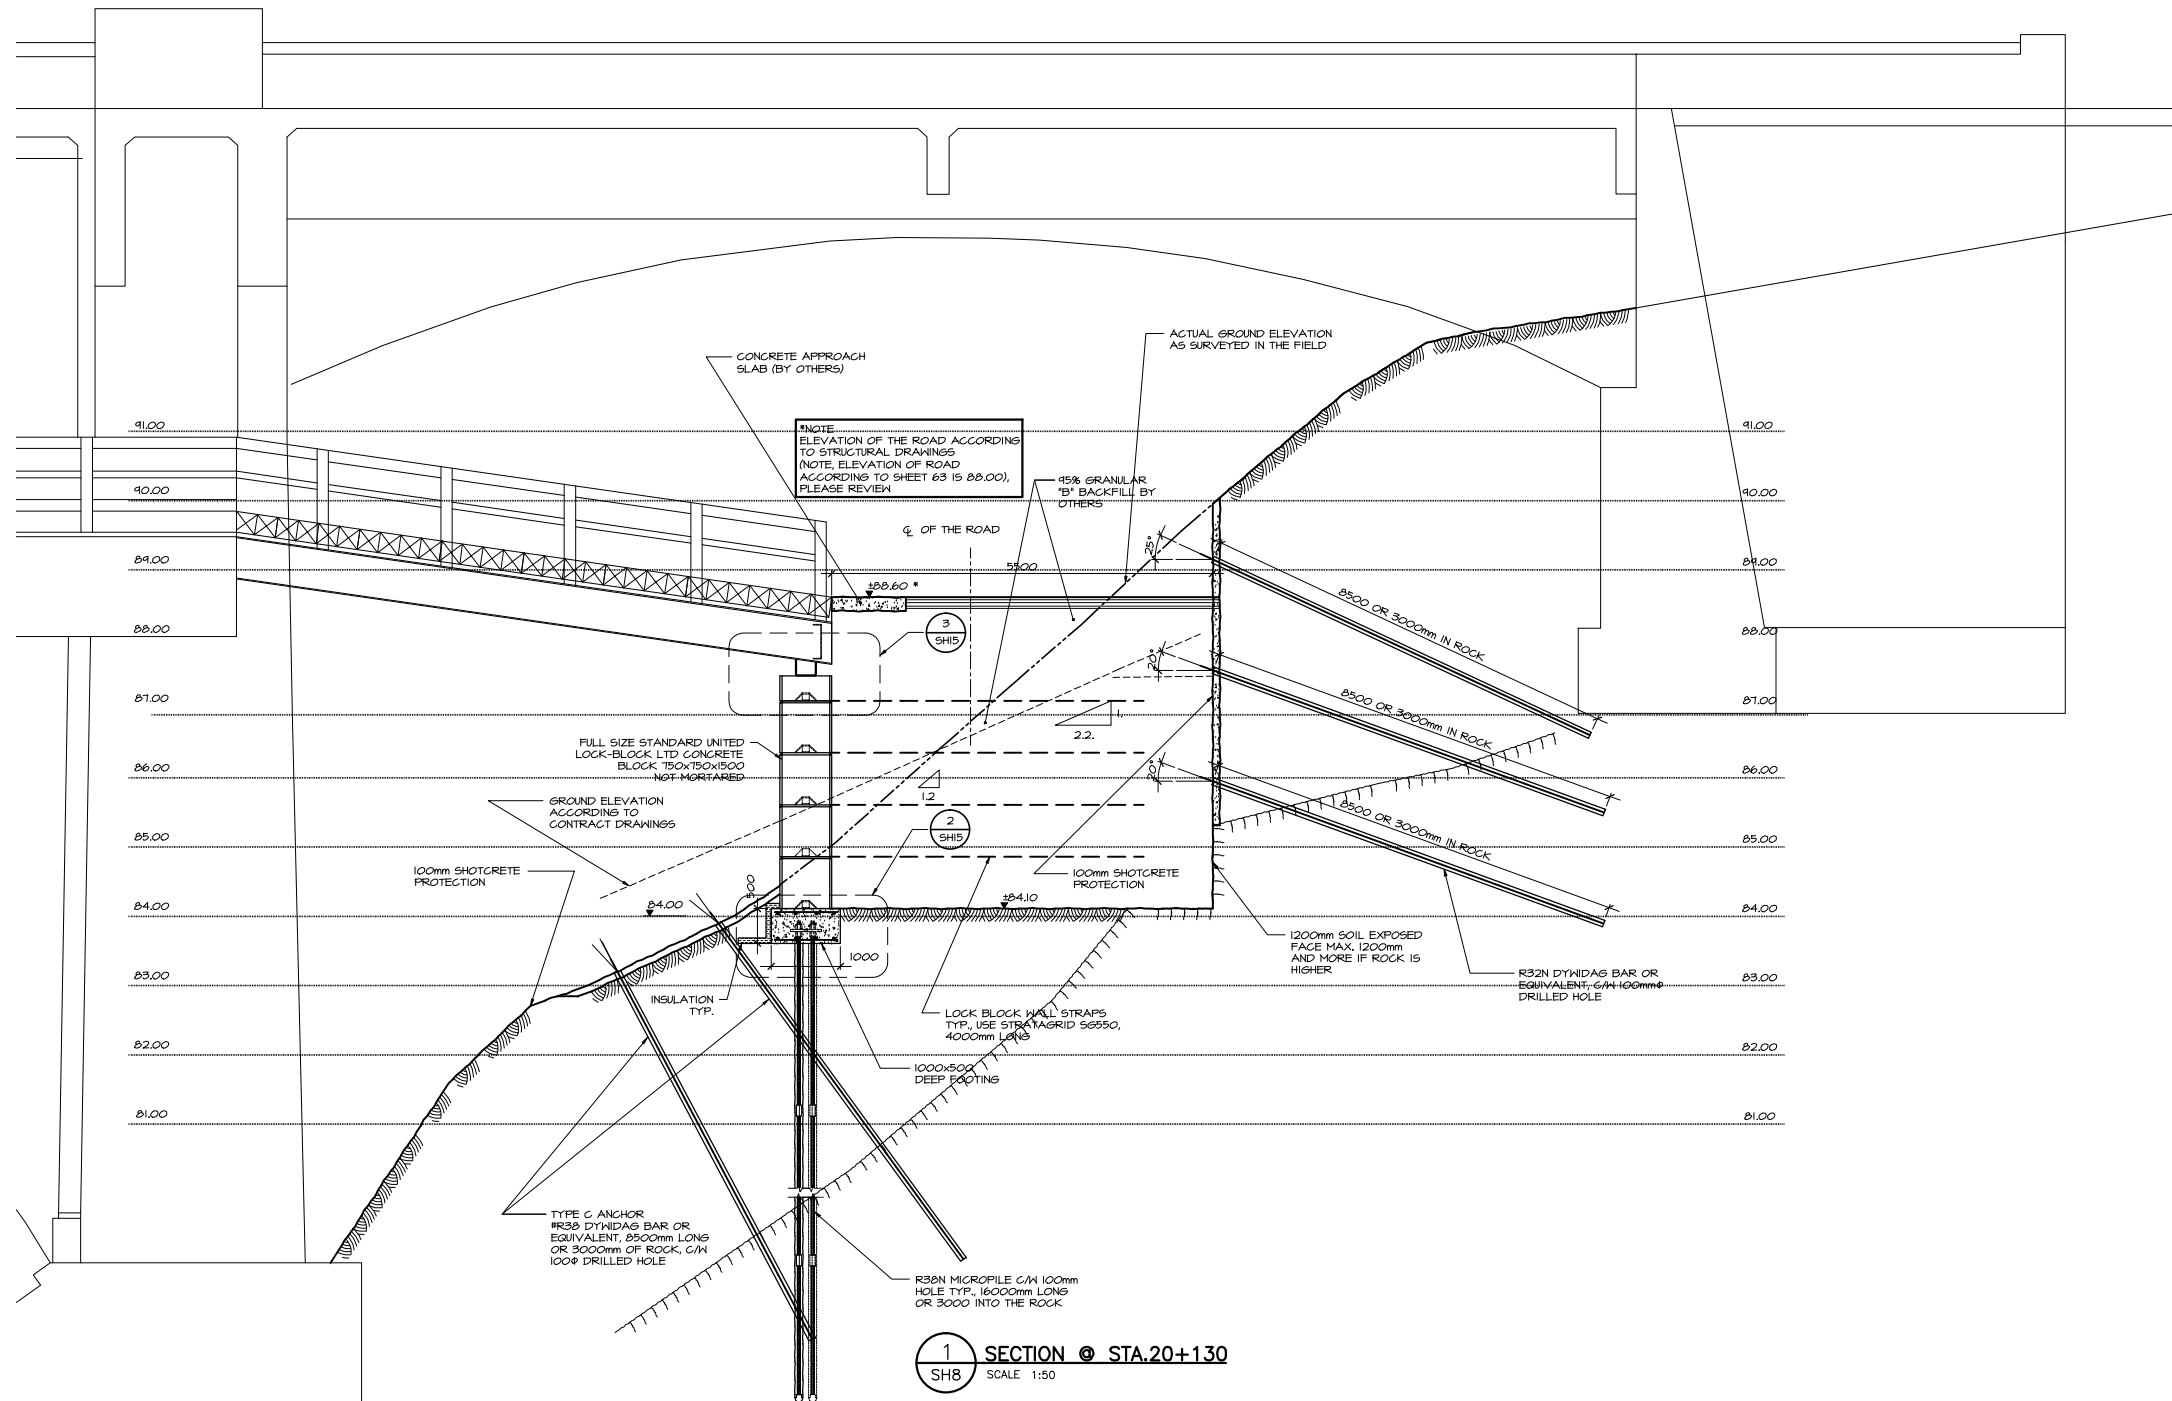 ACTUAL GROUND ELEVATION
AS SURVEYED IN THE FIELD
CONCRETE APPROACH
SLAB (BY OTHERS)
91.00
91.00
*NOTE
ELEVATION OF THE ROAD ACCORDING
TO STRUCTURAL DRAWINGS
(NOTE, ELEVATION OF ROAD
ACCORDING TO SHEET 63 IS 88.00),
PLEASE REVIEW
95% GRANULAR
"B" BACKFILL BY
OTHERS
90.00
90.00
℄ OF THE ROAD
25°
89.00
5500
89.00
±88.60 *
8500 OR 3000mm IN ROCK
3
SH15
88.00
88.00
20°
87.00
8500 OR 3000mm IN ROCK
87.00
1.
2.2.
FULL SIZE STANDARD UNITED
LOCK-BLOCK LTD CONCRETE
BLOCK 750x750x1500
NOT MORTARED
86.00
20°
86.00
1.2
GROUND ELEVATION
ACCORDING TO
CONTRACT DRAWINGS
8500 OR 3000mm IN ROCK
2
SH15
85.00
85.00
100mm SHOTCRETE
PROTECTION
100mm SHOTCRETE
PROTECTION
500
84.00
84.00
±84.10
84.00
1200mm SOIL EXPOSED
FACE MAX. 1200mm
AND MORE IF ROCK IS
HIGHER
1000
83.00
R32N DYWIDAG BAR OR
EQUIVALENT, C/W 100mmΦ
DRILLED HOLE
83.00
INSULATION
TYP.
LOCK BLOCK WALL STRAPS
TYP., USE STRATAGRID SG550,
4000mm LONG
82.00
82.00
1000x500
DEEP FOOTING
81.00
81.00
TYPE C ANCHOR
#R38 DYWIDAG BAR OR
EQUIVALENT, 8500mm LONG
OR 3000mm OF ROCK, C/W
100Φ DRILLED HOLE
R38N MICROPILE C/W 100mm
HOLE TYP., 16000mm LONG
OR 3000 INTO THE ROCK
1
SH8
SECTION @ STA.20+130
SCALE 1:50